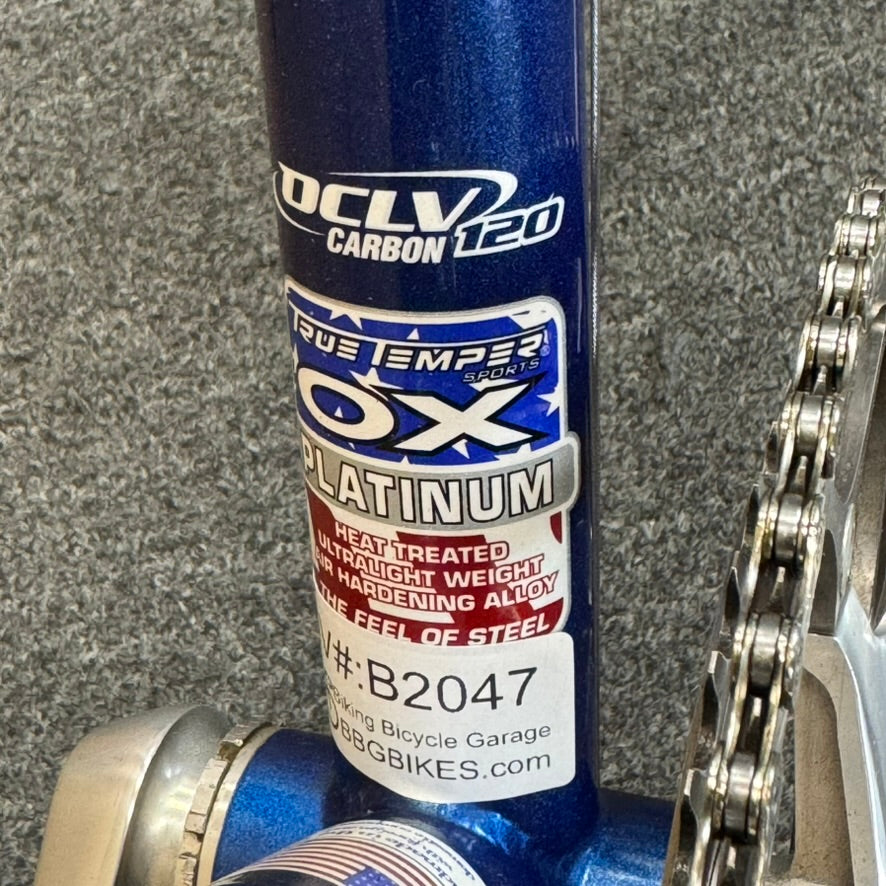 OCLV
CARBON 120
TRUE TEMPER
SPORTS
OX
PLATINUM
HEAT TREATED
ULTRALIGHT WEIGHT
AIR HARDENING ALLOY
THE FEEL OF STEEL
V#:B2047
Biking Bicycle Garage
BBGBIKES.com